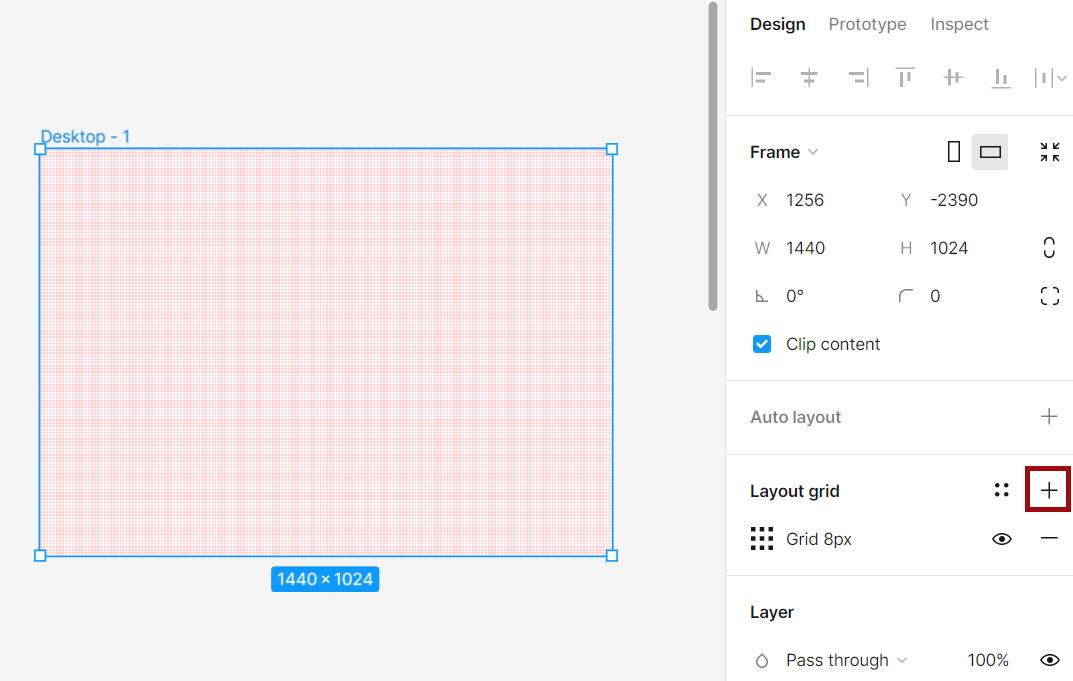 Design Prototype Inspect
Desktop - 1
Frame
X 1256 Y -2390
W 1440 H 1024
0° 0
Clip content
Auto layout
Layout grid
Grid 8px
1440 × 1024
Layer
Pass through 100%